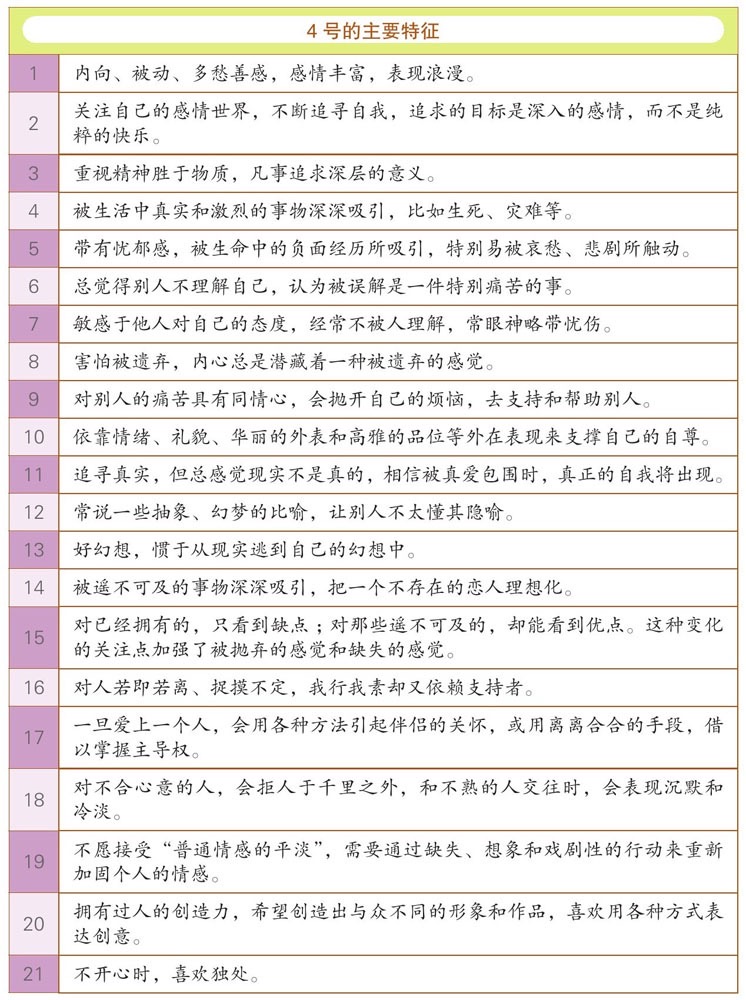 4 号的主要特征
1 内向、被动、多愁善感，感情丰富，表现浪漫。
2 关注自己的感情世界，不断追寻自我，追求的目标是深入的感情，而不是纯
粹的快乐。
3 重视精神胜于物质，凡事追求深层的意义。
4 被生活中真实和激烈的事物深深吸引，比如生死、灾难等。
5 带有忧郁感，被生命中的负面经历所吸引，特别易被哀愁、悲剧所触动。
6 总觉得别人不理解自己，认为被误解是一件特别痛苦的事。
7 敏感于他人对自己的态度，经常不被人理解，常眼神略带忧伤。
8 害怕被遗弃，内心总是潜藏着一种被遗弃的感觉。
9 对别人的痛苦具有同情心，会抛开自己的烦恼，去支持和帮助别人。
10 依靠情绪、礼貌、华丽的外表和高雅的品位等外在表现来支撑自己的自尊。
11 追寻真实，但总感觉现实不是真的，相信被真爱包围时，真正的自我将出现。
12 常说一些抽象、幻梦的比喻，让别人不太懂其隐喻。
13 好幻想，惯于从现实逃到自己的幻想中。
14 被遥不可及的事物深深吸引，把一个不存在的恋人理想化。
15 对已经拥有的，只看到缺点；对那些遥不可及的，却能看到优点。这种变化
的关注点加强了被抛弃的感觉和缺失的感觉。
16 对人若即若离、捉摸不定，我行我素却又依赖支持者。
17 一旦爱上一个人，会用各种方法引起伴侣的关怀，或用离离合合的手段，借
以掌握主导权。
18 对不合心意的人，会拒人于千里之外，和不熟的人交往时，会表现沉默和
冷淡。
19 不愿接受“普通情感的平淡”，需要通过缺失、想象和戏剧性的行动来重新
加固个人的情感。
20 拥有过人的创造力，希望创造出与众不同的形象和作品，喜欢用各种方式表
达创意。
21 不开心时，喜欢独处。